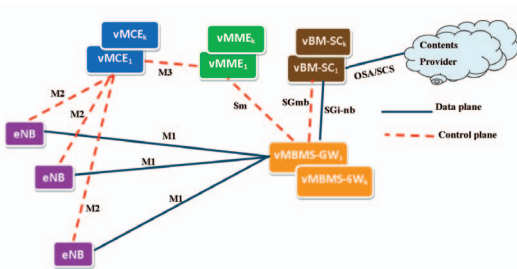 vMCEk
vMCE1
M3
vMMEk
vMME1
vBM-SCk
vBM-SC1
OSA/SCS
Contents
Provider
M2
M2
M2
Sm
SGmb
SGi-nb
Data plane
Control plane
eNB
M1
eNB
M1
M1
eNB
vMBMS-GW1
vMBMS-GWk